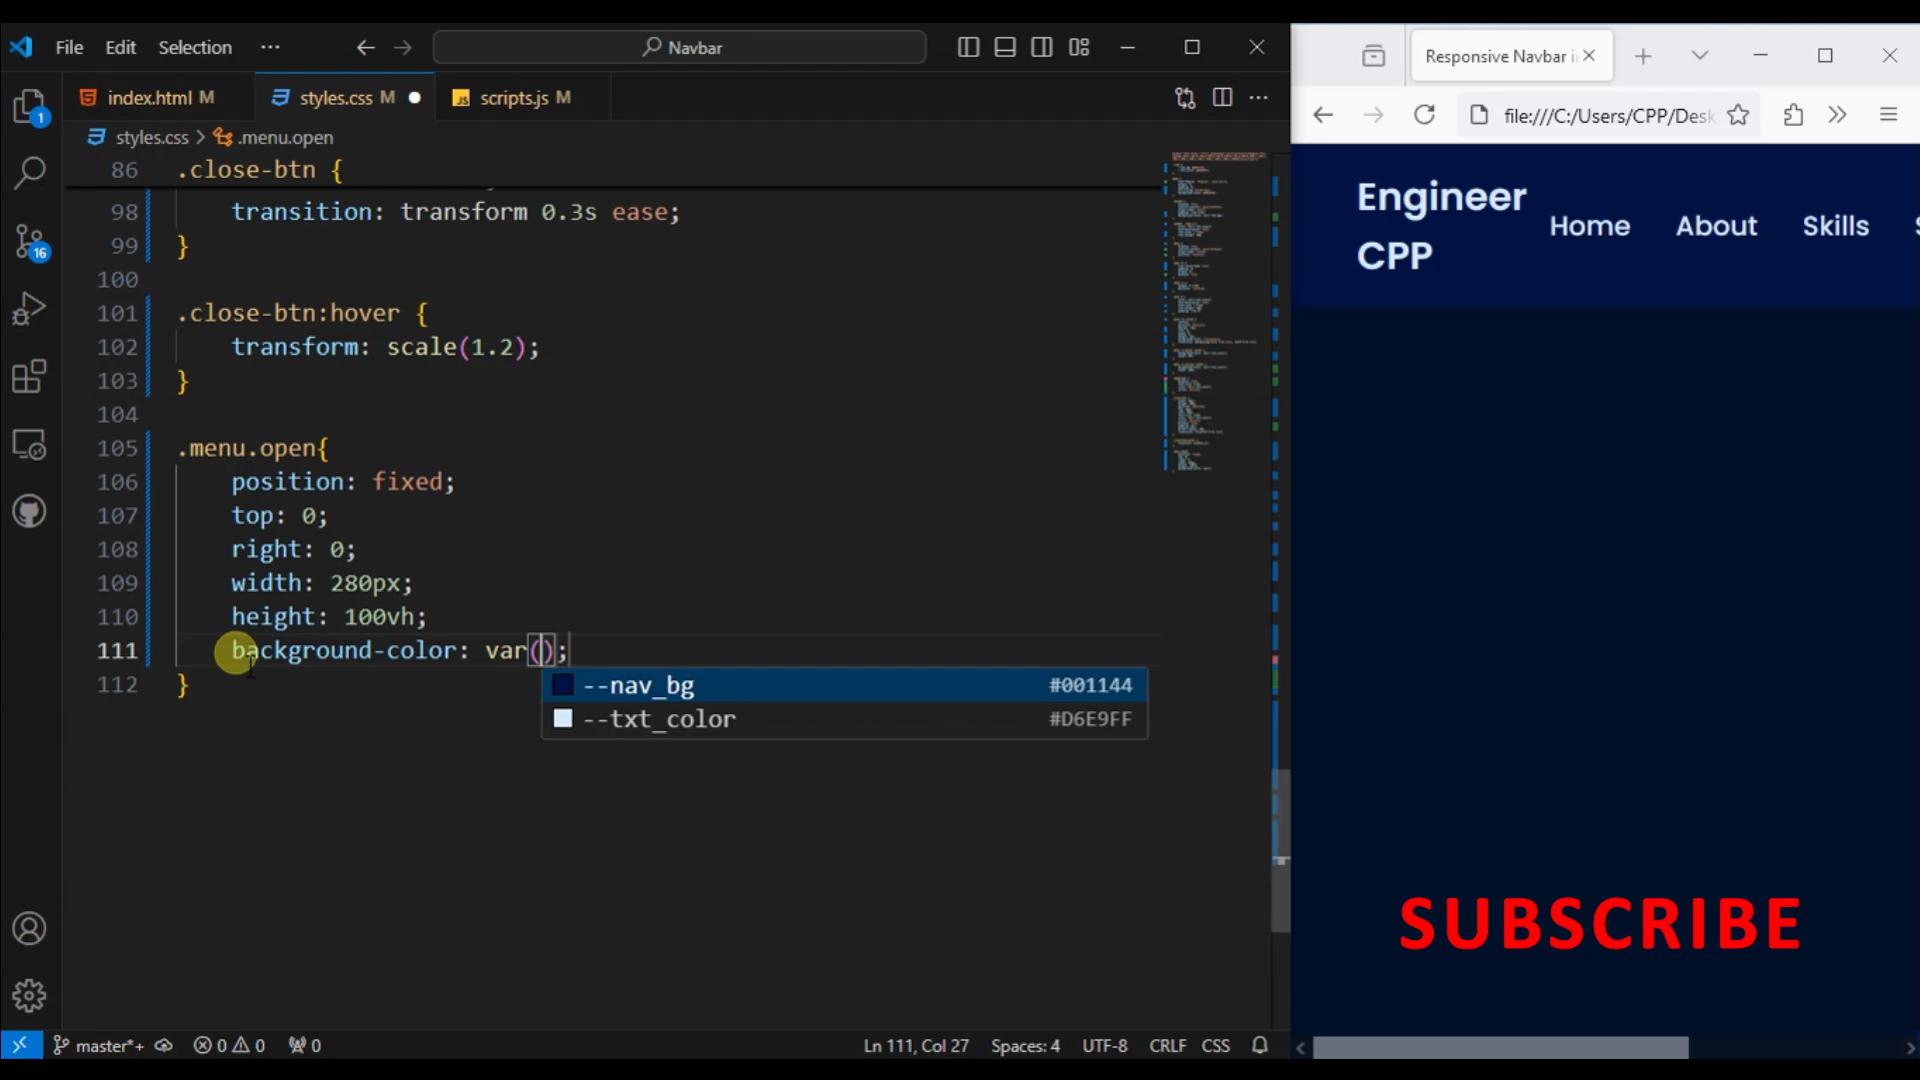 File Edit Selection ··· Navbar
index.html M styles.css M scripts.js M ···
styles.css > .menu.open
86 .close-btn {
98 transition: transform 0.3s ease;
99 }
100
101 .close-btn:hover {
102 transform: scale(1.2);
103 }
104
105 .menu.open{
106 position: fixed;
107 top: 0;
108 right: 0;
109 width: 280px;
110 height: 100vh;
111 background-color: var();
--nav_bg #001144
112 }
--txt_color #D6E9FF
1
16
master*+ 0 0 0 Ln 111, Col 27 Spaces: 4 UTF-8 CRLF CSS
Responsive Navbar i
file:///C:/Users/CPP/Desk
Engineer
CPP
Home About Skills
SUBSCRIBE